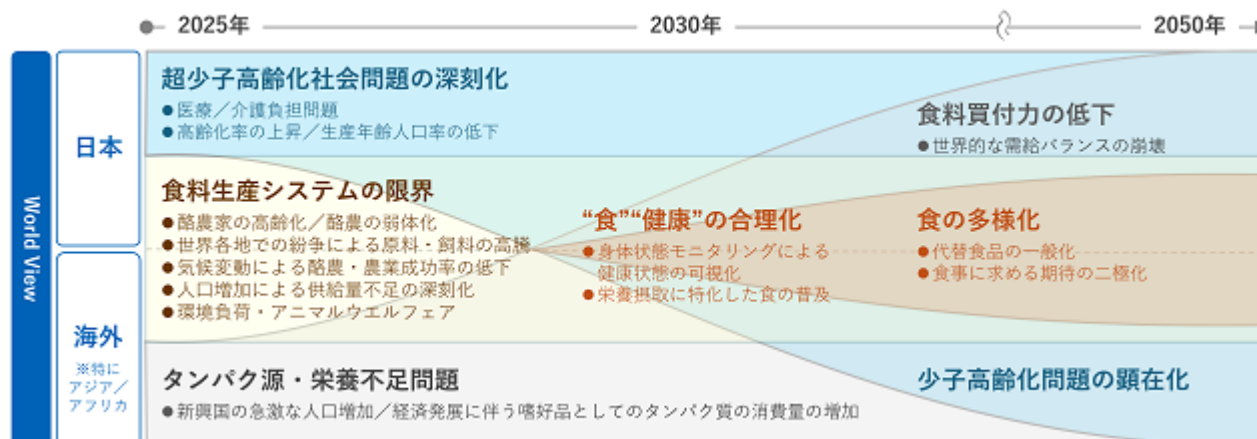 2025年
2030年
2050年
World View
日本
超少子高齢化社会問題の深刻化
●医療／介護負担問題
●高齢化率の上昇／生産年齢人口率の低下
食料買付力の低下
●世界的な需給バランスの崩壊
食料生産システムの限界
●酪農家の高齢化／酪農の弱体化
●世界各地での紛争による原料・飼料の高騰
●気候変動による酪農・農業成功率の低下
●人口増加による供給量不足の深刻化
●環境負荷・アニマルウエルフェア
“食”“健康”の合理化
●身体状態モニタリングによる
健康状態の可視化
●栄養摂取に特化した食の普及
食の多様化
●代替食品の一般化
●食事に求める期待の二極化
海外
※特に
アジア／
アフリカ
タンパク源・栄養不足問題
●新興国の急激な人口増加／経済発展に伴う嗜好品としてのタンパク質の消費量の増加
少子高齢化問題の顕在化